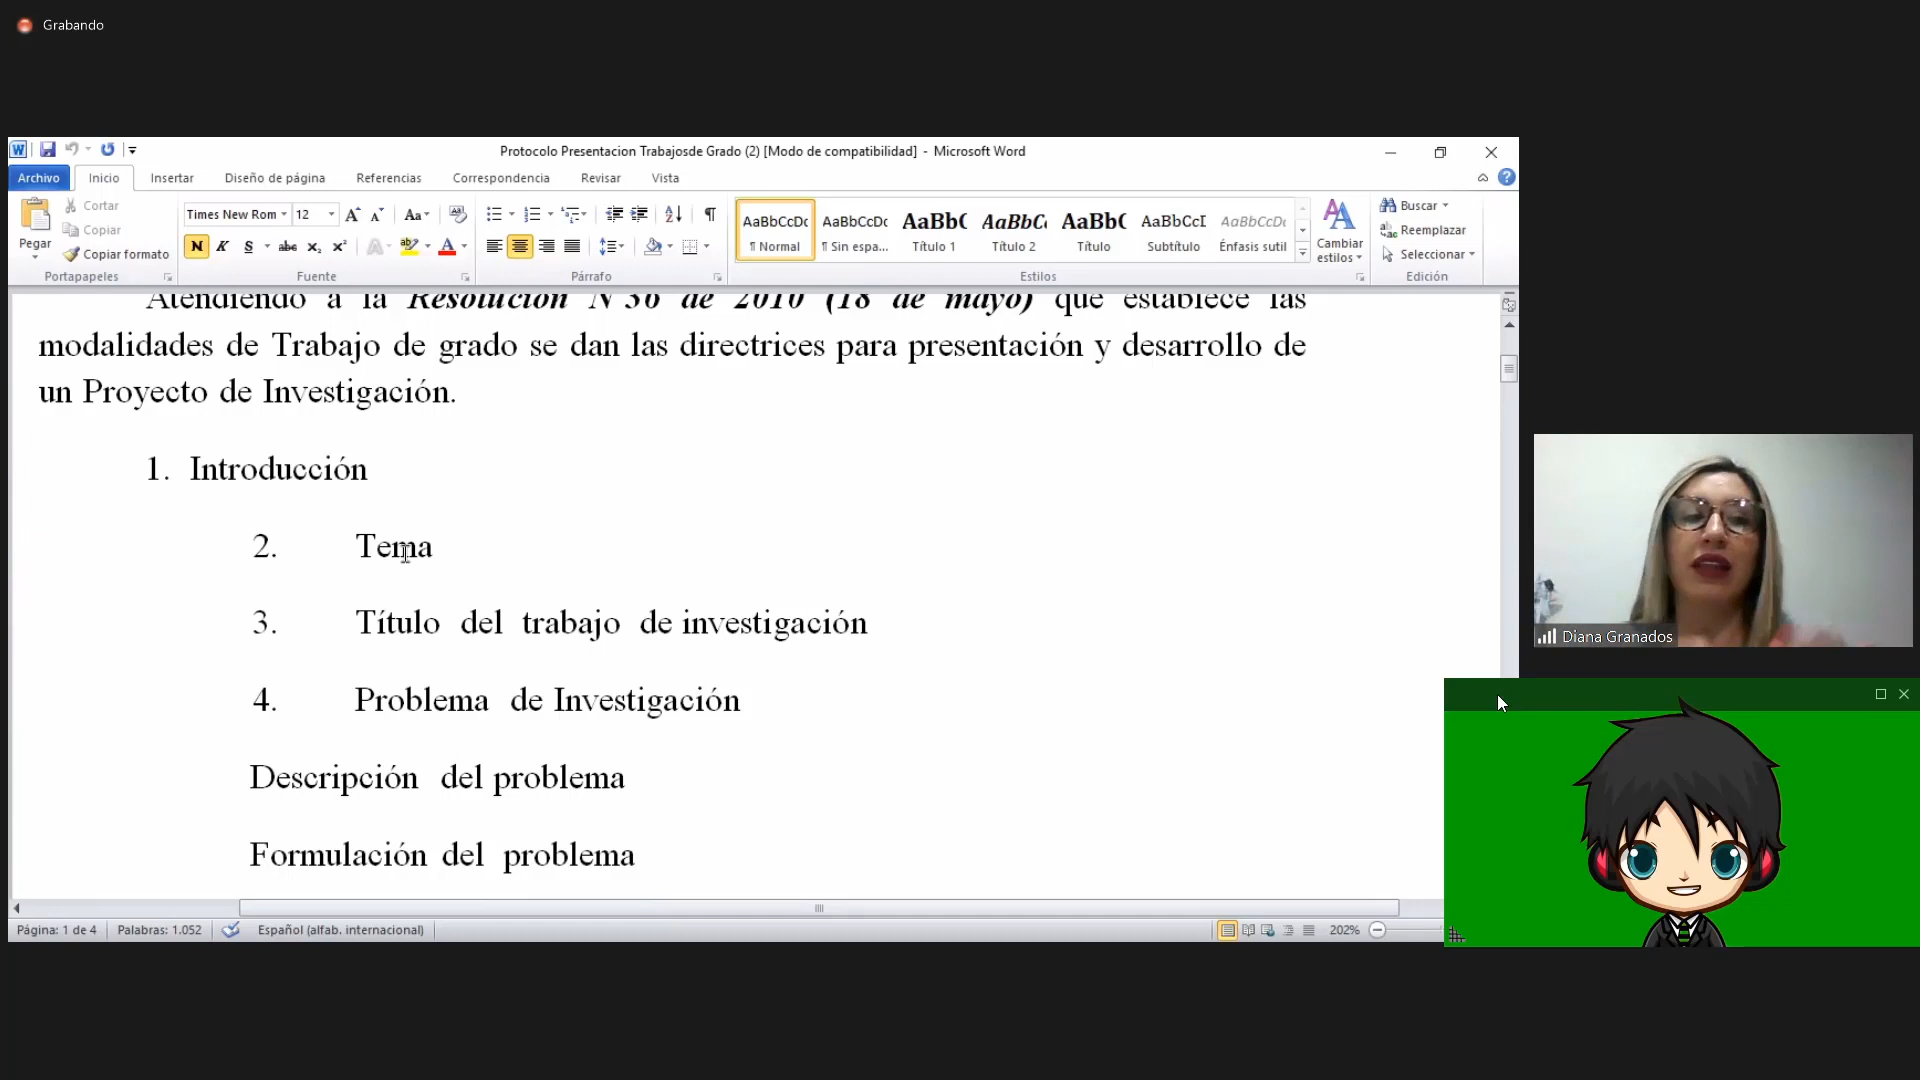 Grabando
Protocolo Presentacion Trabajosde Grado (2) [Modo de compatibilidad] - Microsoft Word
Archivo Inicio Insertar Diseño de página Referencias Correspondencia Revisar Vista
Pegar
Cortar
Copiar
Copiar formato
Portapapeles
Times New Rom 12
N K S abc x₂ x²
Fuente
Párrafo
AaBbCcDc AaBbCcDc AaBbC AaBbC AaBbC AaBbCcI AaBbCcDc
¶ Normal ¶ Sin espa... Título 1 Título 2 Título Subtítulo Énfasis sutil
Estilos
Cambiar
estilos
Buscar
Reemplazar
Seleccionar
Edición
Atendiendo a la Resolución N°36 de 2010 (18 de mayo) que establece las
modalidades de Trabajo de grado se dan las directrices para presentación y desarrollo de
un Proyecto de Investigación.
1. Introducción
2. Tema
3. Título del trabajo de investigación
4. Problema de Investigación
Descripción del problema
Formulación del problema
Página: 1 de 4 Palabras: 1.052 Español (alfab. internacional) 202%
Diana Granados